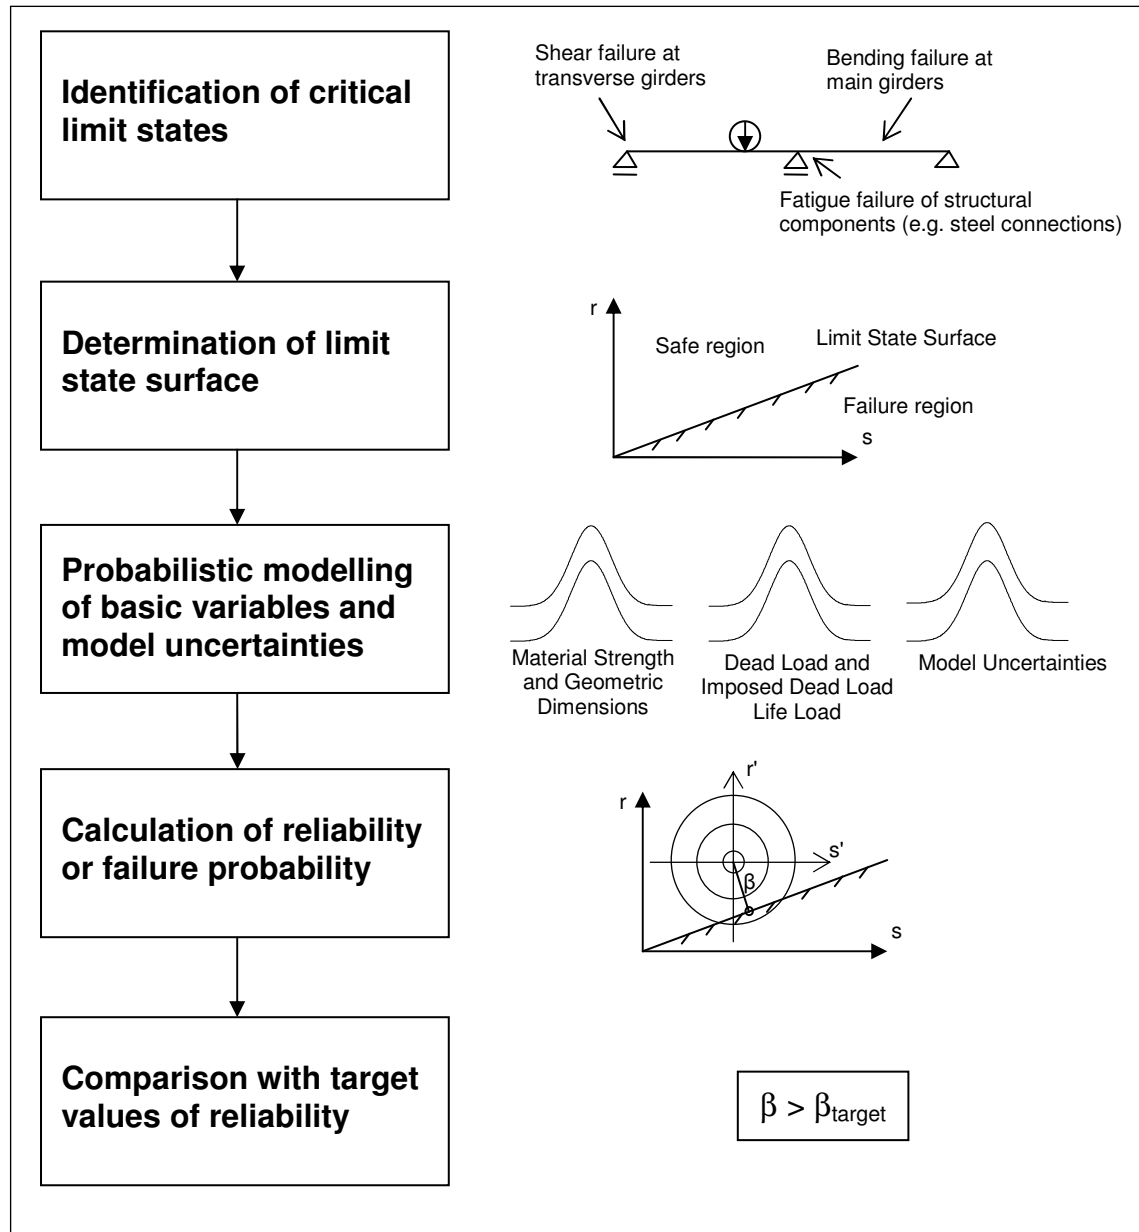 Identification of critical
limit states
Shear failure at
transverse girders
Bending failure at
main girders
Fatigue failure of structural
components (e.g. steel connections)
Determination of limit
state surface
r
Safe region
Limit State Surface
Failure region
s
Probabilistic modelling
of basic variables and
model uncertainties
Material Strength
and Geometric
Dimensions
Dead Load and
Imposed Dead Load
Life Load
Model Uncertainties
Calculation of reliability
or failure probability
r
r'
s'
β
s
Comparison with target
values of reliability
β > βtarget